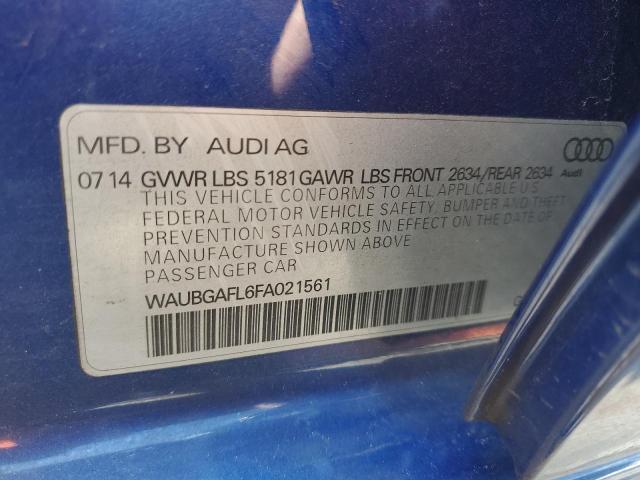 MFD. BY AUDI AG
07 14 GVWR LBS 5181 GAWR LBS FRONT 2634/REAR 2634 Audi
THIS VEHICLE CONFORMS TO ALL APPLICABLE U.S.
FEDERAL MOTOR VEHICLE SAFETY, BUMPER AND THEFT
PREVENTION STANDARDS IN EFFECT ON THE DATE OF
MANUFACTURE SHOWN ABOVE
PASSENGER CAR
WAUBGAFL6FA021561